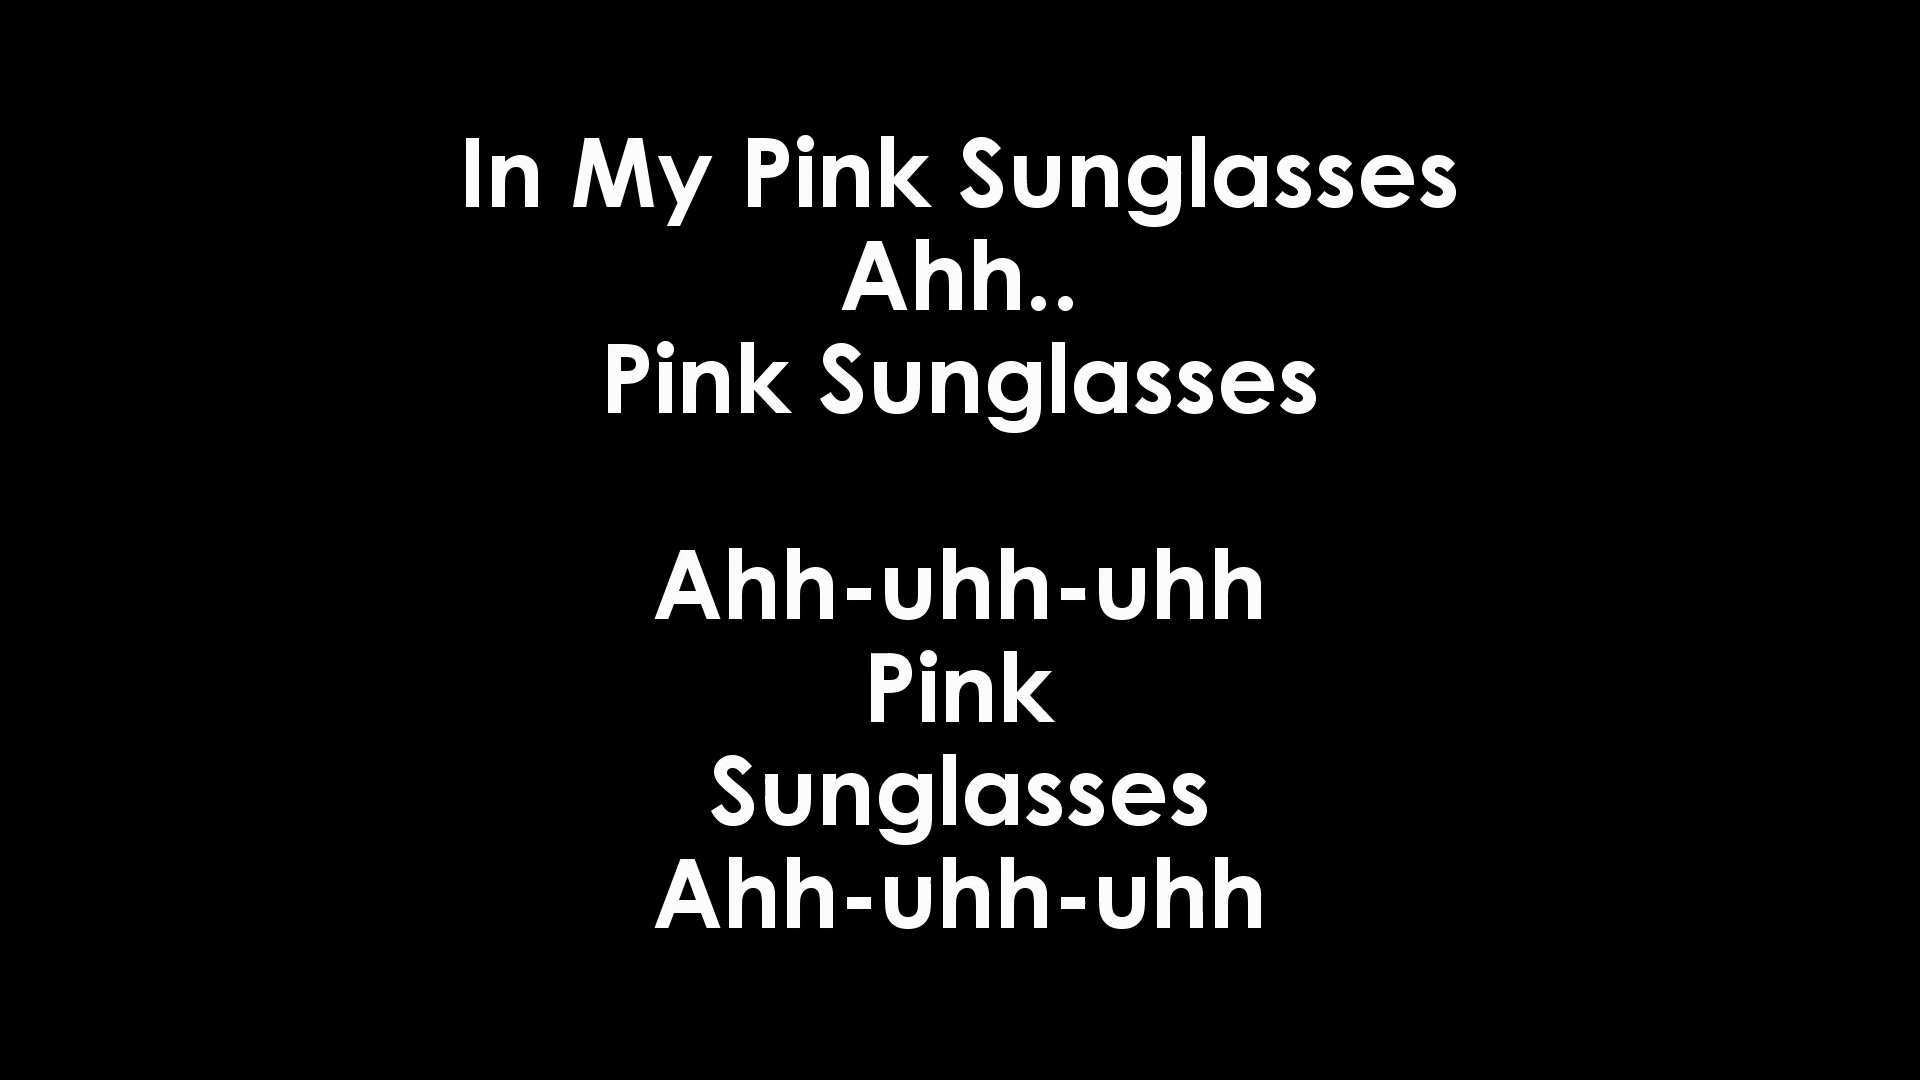 In My Pink Sunglasses
Ahh..
Pink Sunglasses
Ahh-uhh-uhh
Pink
Sunglasses
Ahh-uhh-uhh